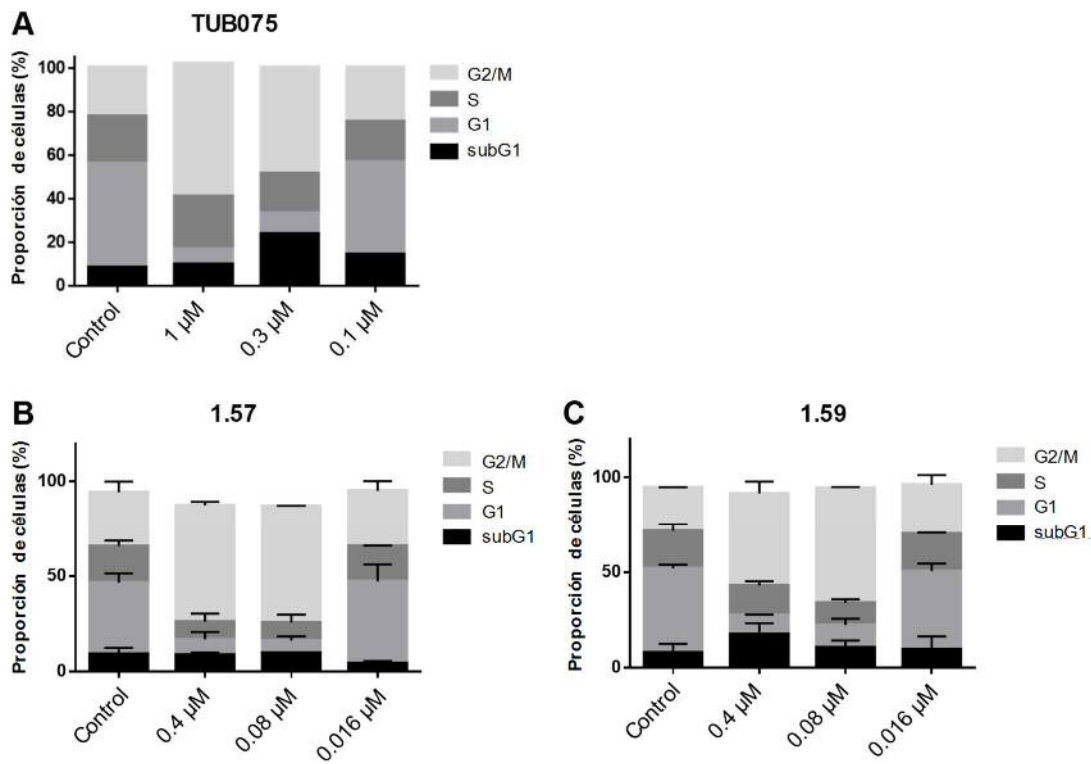 A
TUB075
Proporción de células (%)
100
80
60
40
20
0
Control
1 µM
0.3 µM
0.1 µM
G2/M
S
G1
subG1
B
1.57
Proporción de células (%)
100
50
0
Control
0.4 µM
0.08 µM
0.016 µM
G2/M
S
G1
subG1
C
1.59
Proporción de células (%)
100
50
0
Control
0.4 µM
0.08 µM
0.016 µM
G2/M
S
G1
subG1.